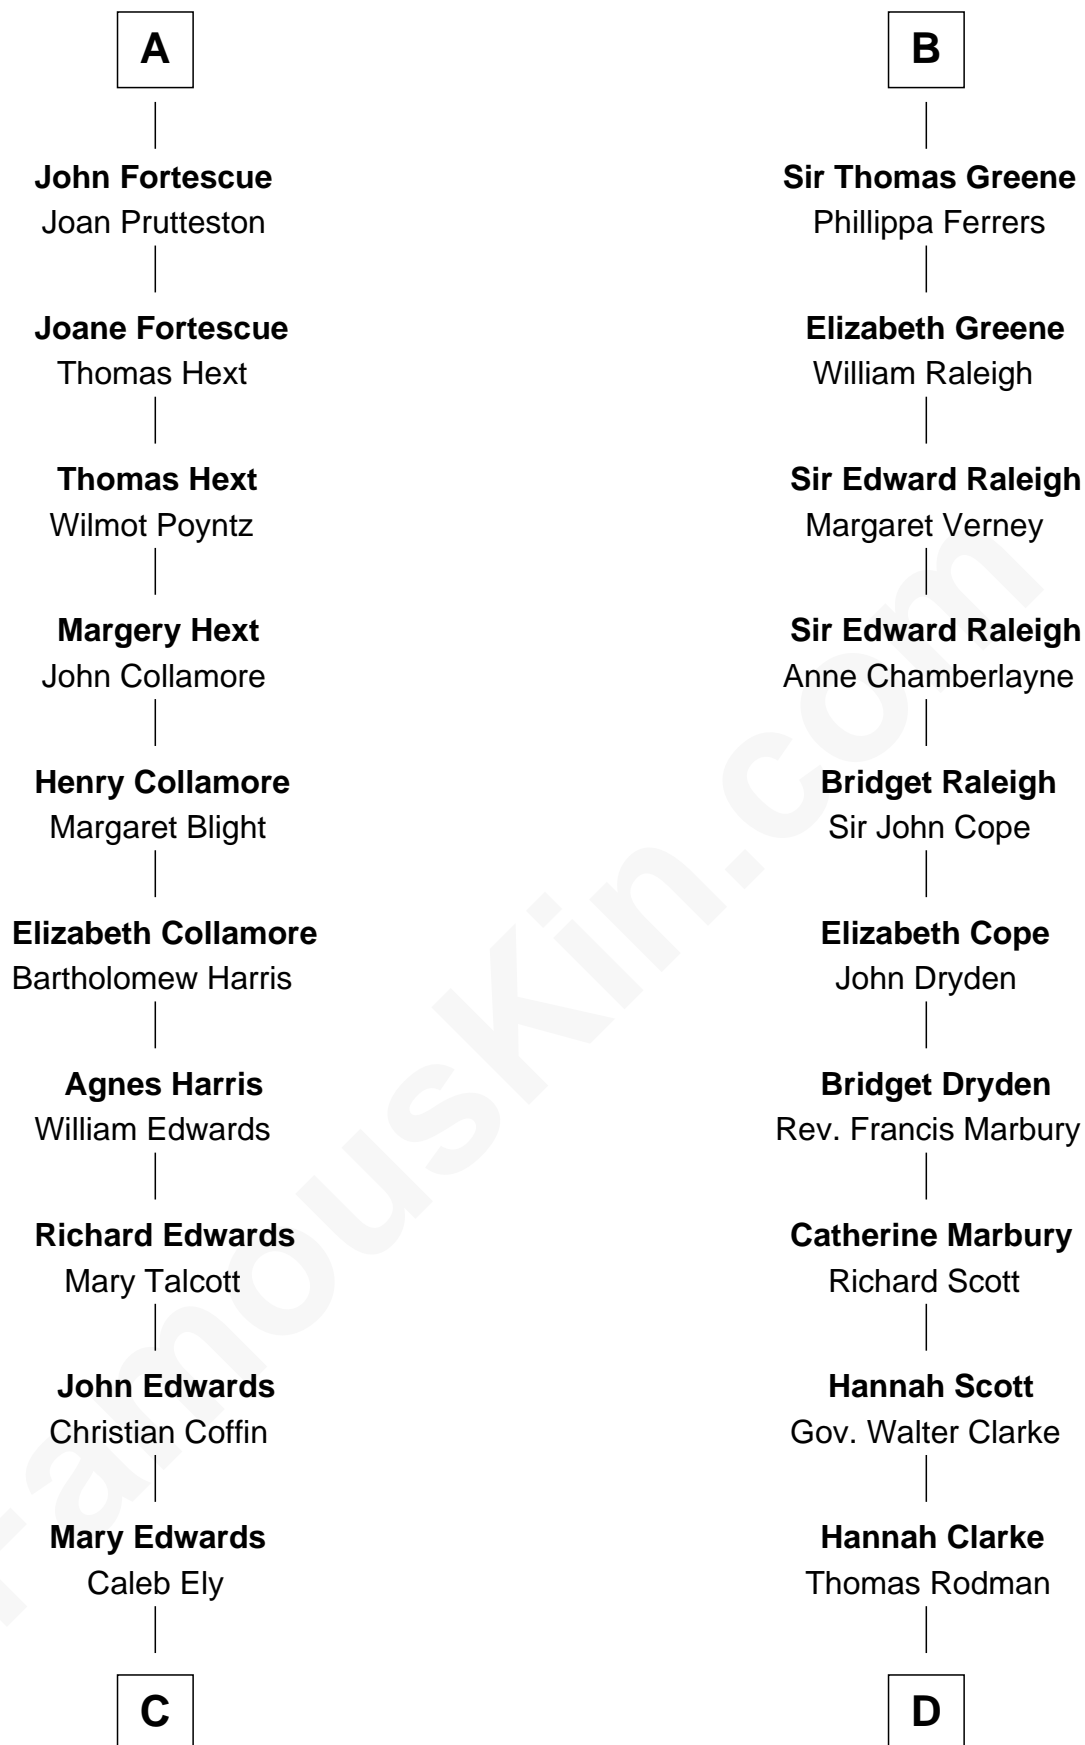 A
John Fortescue
Joan Prutteston
Joane Fortescue
Thomas Hext
Thomas Hext
Wilmot Poyntz
Margery Hext
John Collamore
Henry Collamore
Margaret Blight
Elizabeth Collamore
Bartholomew Harris
Agnes Harris
William Edwards
Richard Edwards
Mary Talcott
John Edwards
Christian Coffin
Mary Edwards
Caleb Ely
C
B
Sir Thomas Greene
Phillippa Ferrers
Elizabeth Greene
William Raleigh
Sir Edward Raleigh
Margaret Verney
Sir Edward Raleigh
Anne Chamberlayne
Bridget Raleigh
Sir John Cope
Elizabeth Cope
John Dryden
Bridget Dryden
Rev. Francis Marbury
Catherine Marbury
Richard Scott
Hannah Scott
Gov. Walter Clarke
Hannah Clarke
Thomas Rodman
D
FamousKin.com